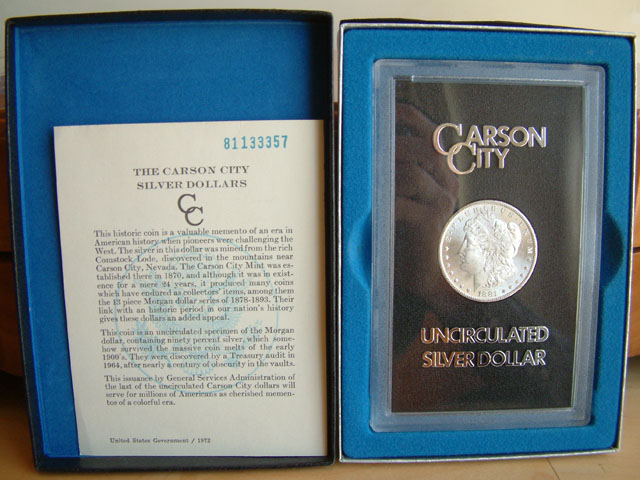 81133357
THE CARSON CITY
SILVER DOLLARS
CC
This historic coin is a valuable memento of an era in
American history when pioneers were challenging the
West. The silver in this dollar was mined from the rich
Comstock Lode, discovered in the mountains near
Carson City, Nevada. The Carson City Mint was es-
tablished there in 1870, and although it was in exist-
ence for a mere 24 years, it produced many coins
which have endured as collectors' items, among them
the 13 piece Morgan dollar series of 1878-1893. Their
link with an historic period in our nation's history
gives these dollars an added appeal.
This coin is an uncirculated specimen of the Morgan
dollar, containing ninety percent silver, which some-
how survived the massive coin melts of the early
1900's. They were discovered by a Treasury audit in
1964, after nearly a century of obscurity in the vaults.
This issuance by General Services Administration of
the last of the uncirculated Carson City dollars will
serve for millions of Americans as cherished memen-
tos of a colorful era.
United States Government / 1972
CARSON
CITY
E PLURIBUS UNUM
1881
UNCIRCULATED
SILVER DOLLAR